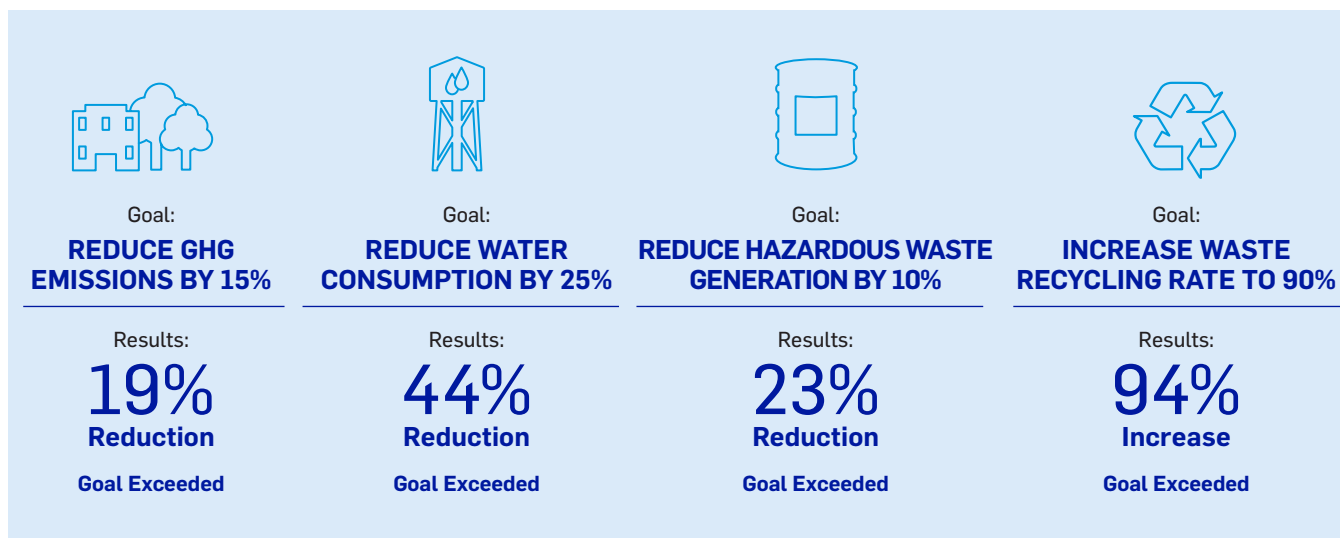 Goal:
REDUCE GHG
EMISSIONS BY 15%
Results:
19%
Reduction
Goal Exceeded
Goal:
REDUCE WATER
CONSUMPTION BY 25%
Results:
44%
Reduction
Goal Exceeded
Goal:
REDUCE HAZARDOUS WASTE
GENERATION BY 10%
Results:
23%
Reduction
Goal Exceeded
Goal:
INCREASE WASTE
RECYCLING RATE TO 90%
Results:
94%
Increase
Goal Exceeded